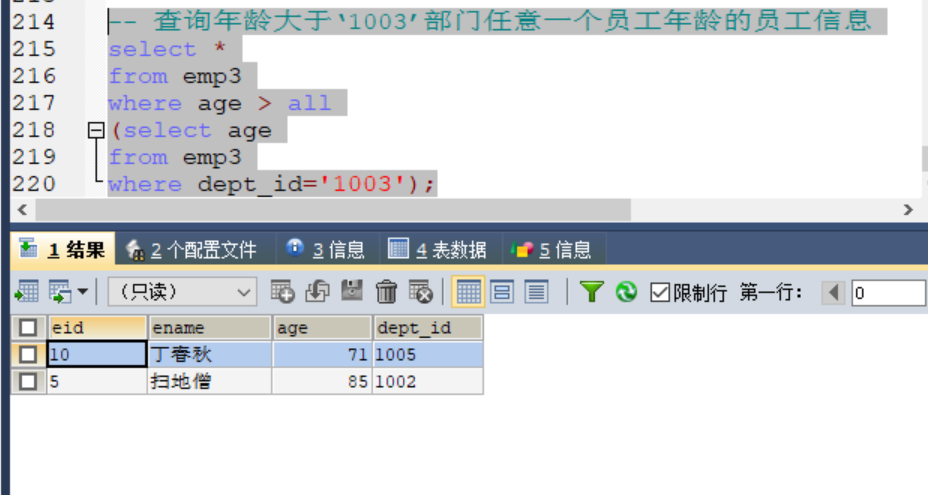 214 -- 查询年龄大于‘1003’部门任意一个员工年龄的员工信息
215 select *
216 from emp3
217 where age > all
218 (select age
219 from emp3
220 where dept_id='1003');
1 结果 2 个配置文件 3 信息 4 表数据 5 信息
(只读) 限制行 第一行: 0
eid ename age dept_id
10 丁春秋 71 1005
5 扫地僧 85 1002